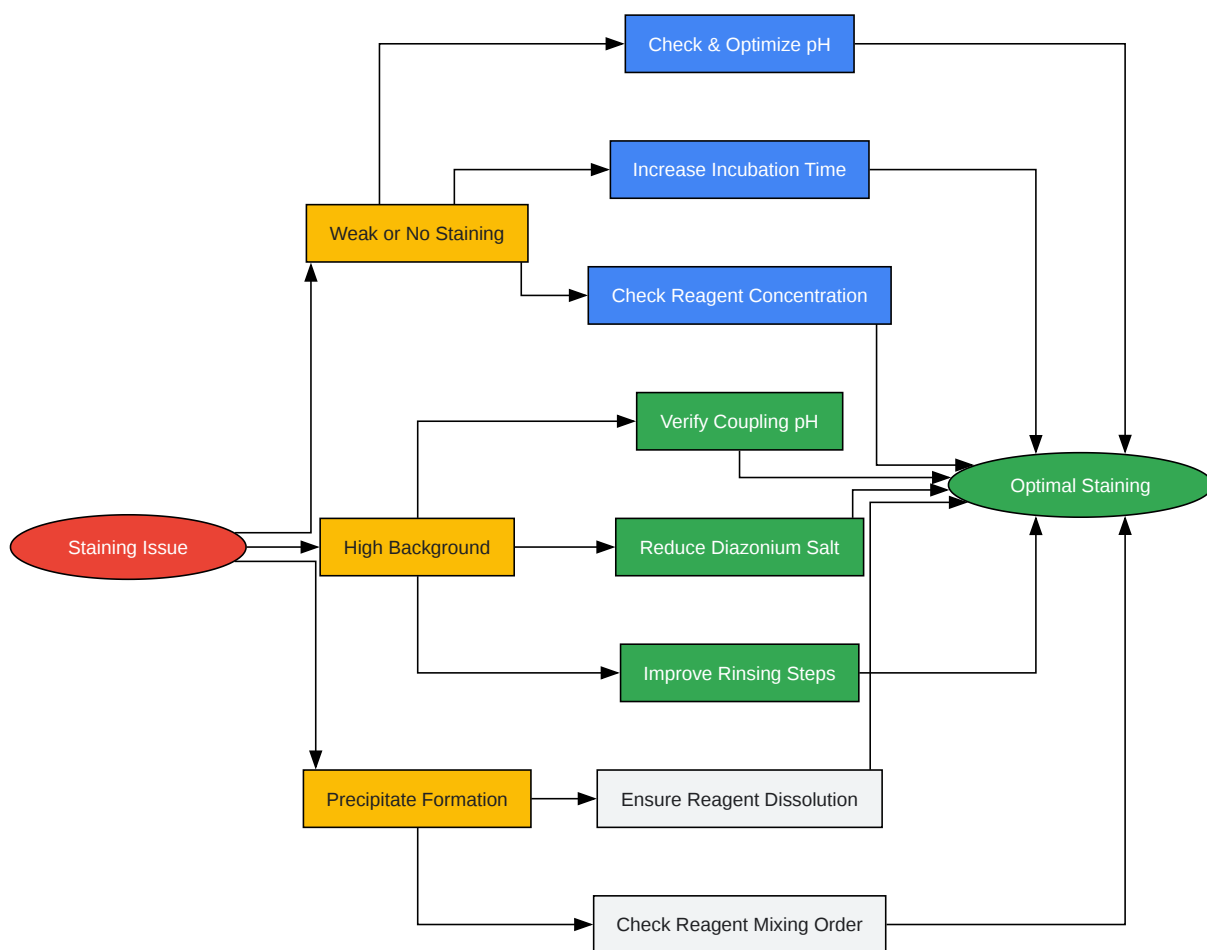 Check & Optimize pH
Increase Incubation Time
Weak or No Staining
Check Reagent Concentration
Verify Coupling pH
Optimal Staining
Staining Issue
High Background
Reduce Diazonium Salt
Improve Rinsing Steps
Precipitate Formation
Ensure Reagent Dissolution
Check Reagent Mixing Order